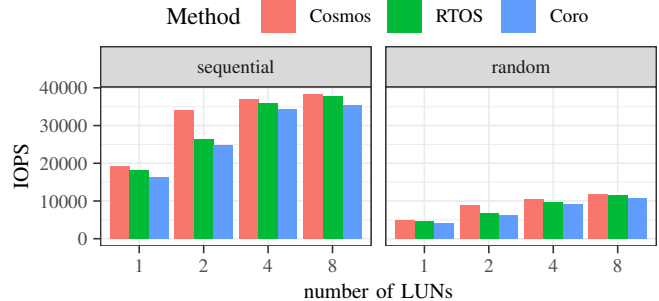 Method Cosmos RTOS Coro
sequential random
40000
30000
20000
10000
0
IOPS
1 2 4 8 1 2 4 8
number of LUNs